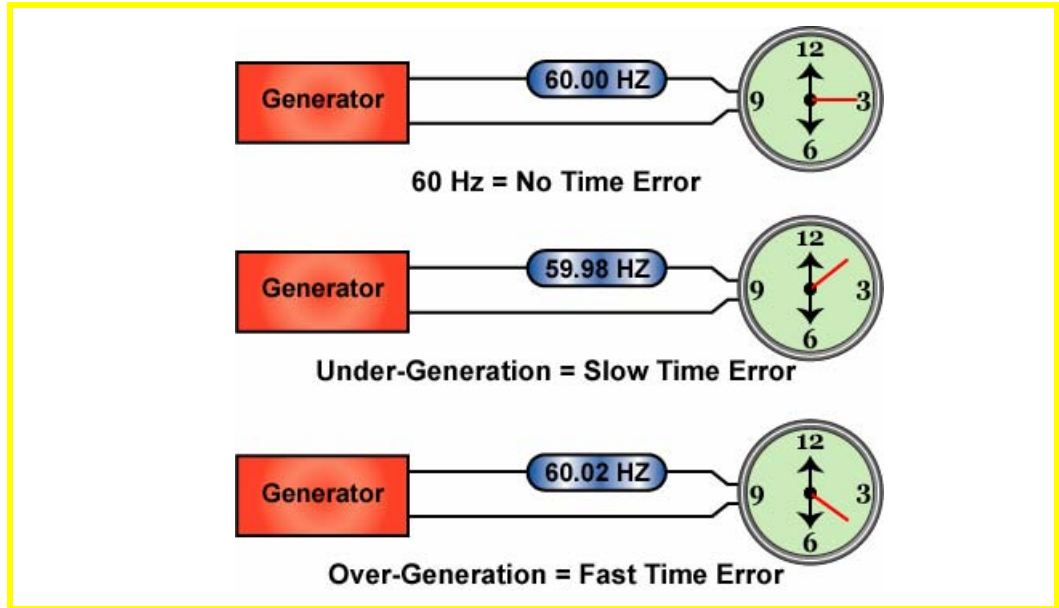 12
Generator
60.00 HZ
9
3
6
60 Hz = No Time Error
12
Generator
59.98 HZ
9
3
6
Under-Generation = Slow Time Error
12
Generator
60.02 HZ
9
3
6
Over-Generation = Fast Time Error